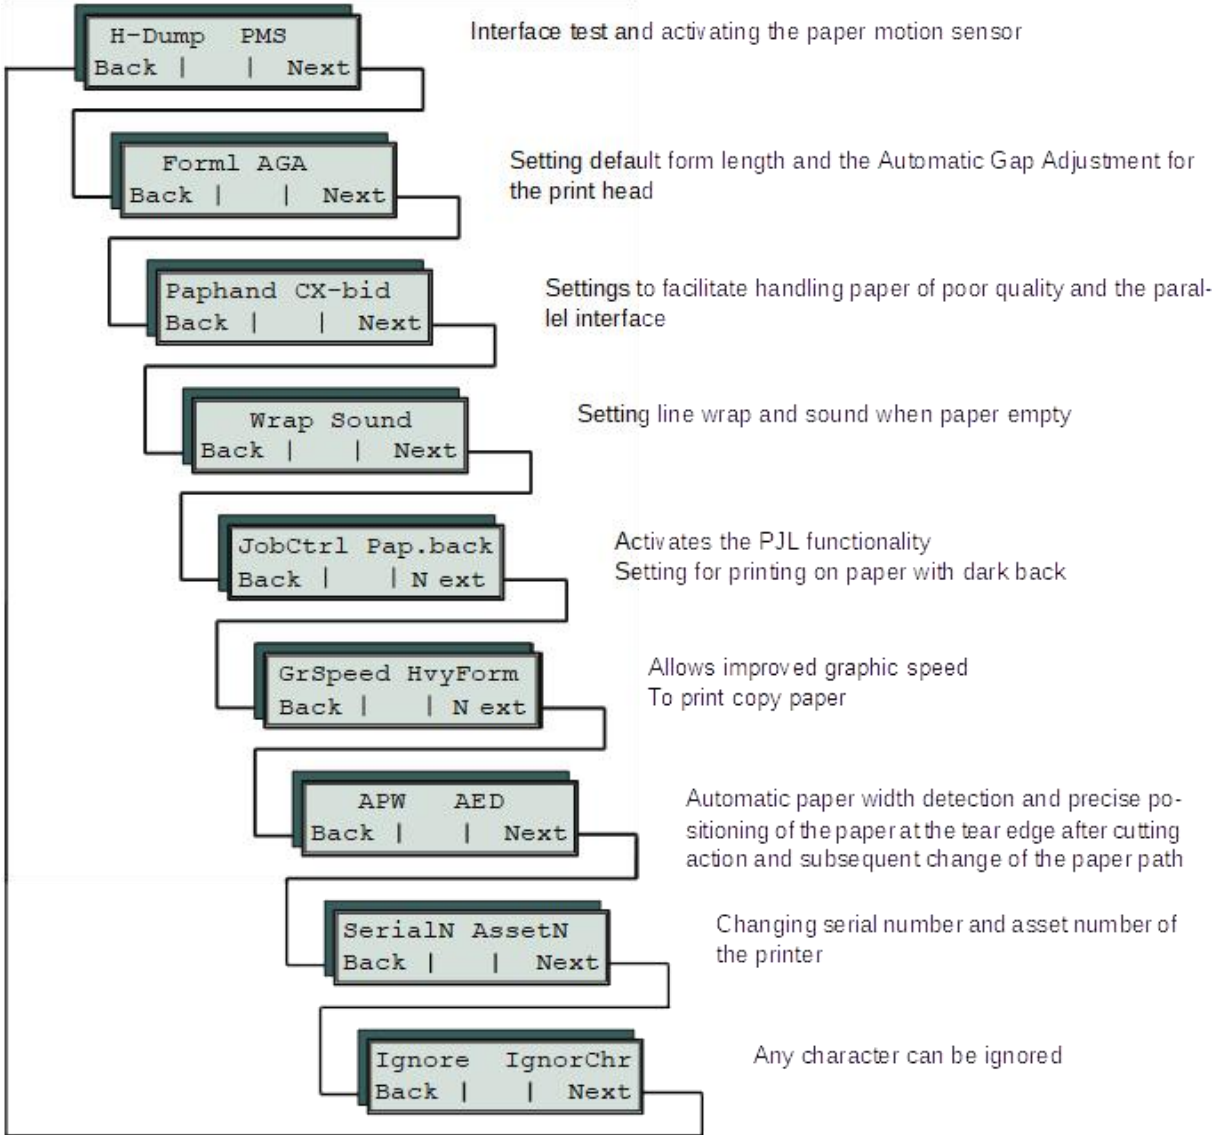 H-Dump PMS
Back | | Next
Interface test and activating the paper motion sensor
Forml AGA
Back | | Next
Setting default form length and the Automatic Gap Adjustment for
the print head
Paphand CX-bid
Back | | Next
Settings to facilitate handling paper of poor quality and the paral-
lel interface
Wrap Sound
Back | | Next
Setting line wrap and sound when paper empty
JobCtrl Pap.back
Back | | N ext
Activates the PJL functionality
Setting for printing on paper with dark back
GrSpeed HvyForm
Back | | N ext
Allows improved graphic speed
To print copy paper
APW AED
Back | | Next
Automatic paper width detection and precise po-
sitioning of the paper at the tear edge after cutting
action and subsequent change of the paper path
SerialN AssetN
Back | | Next
Changing serial number and asset number of
the printer
Ignore IgnorChr
Back | | Next
Any character can be ignored